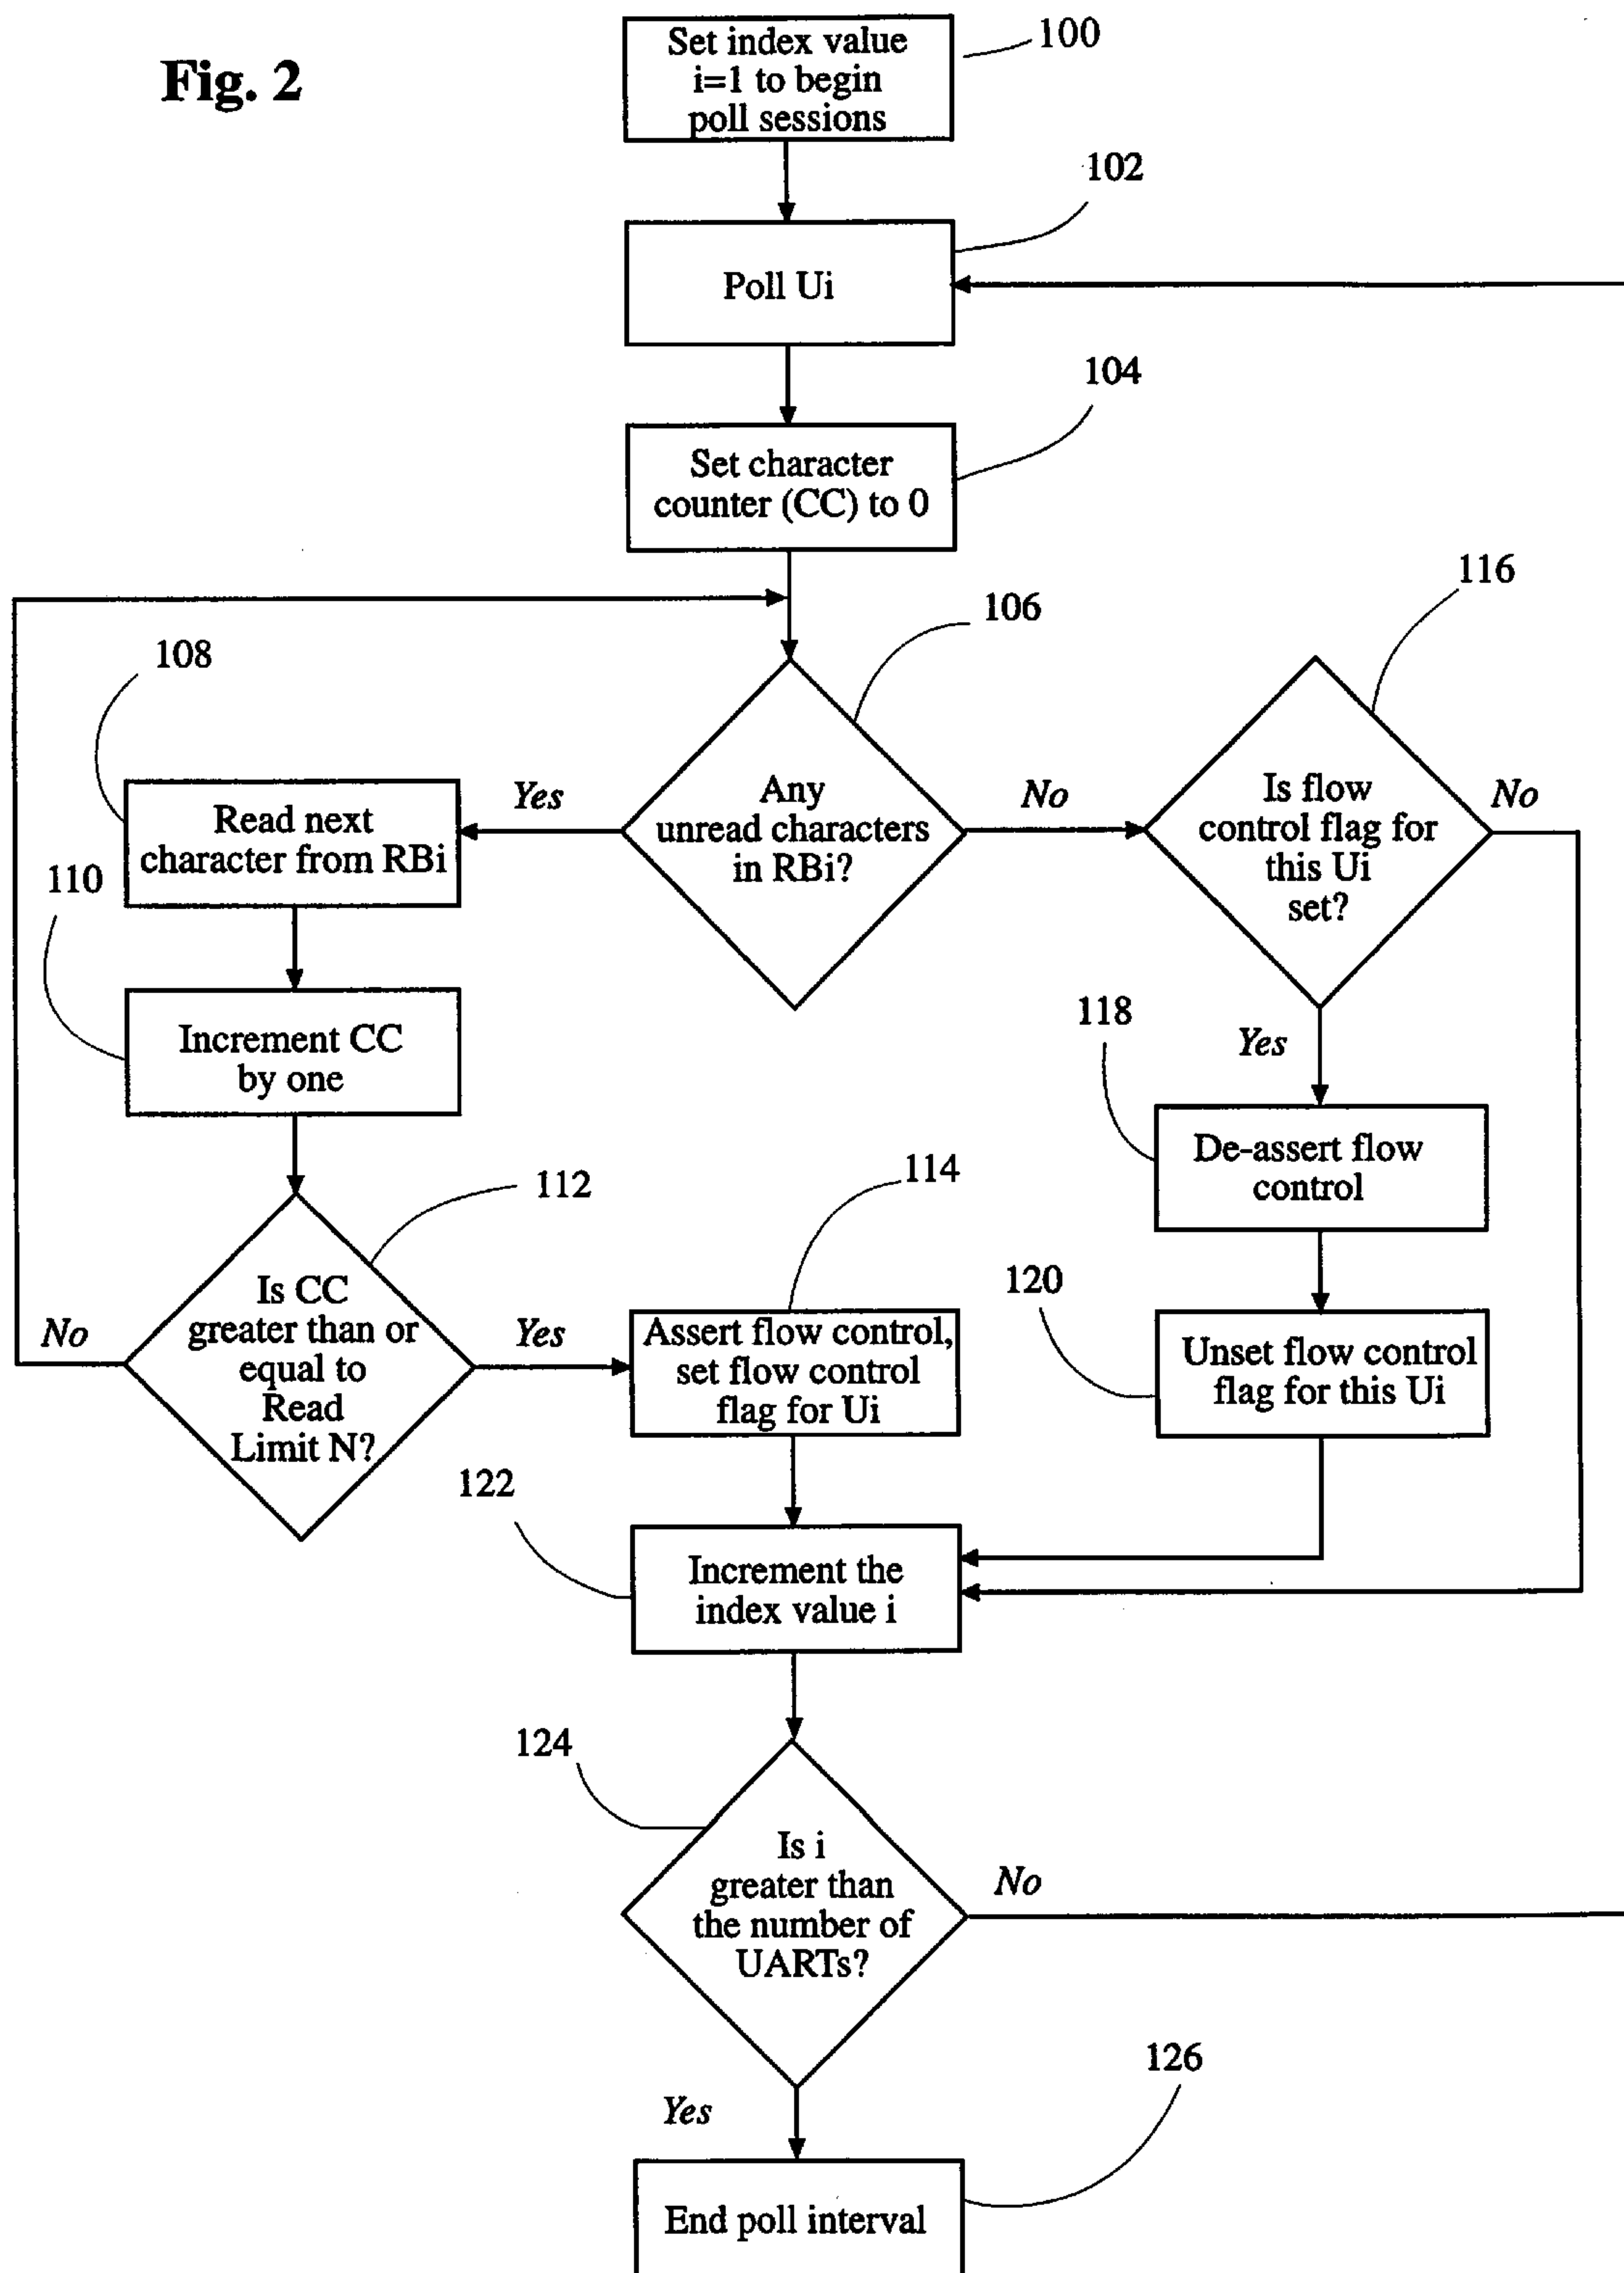 Fig. 2
Set index value
i=1 to begin
poll sessions
100
102
Poll Ui
104
Set character
counter (CC) to 0
116
106
108
Any
unread characters
in RBi?
Yes
No
Is flow
control flag for
this Ui
set?
No
Read next
character from RBi
110
Increment CC
by one
118
Yes
De-assert flow
control
112
114
Is CC
greater than or
equal to
Read
Limit N?
No
Yes
Assert flow control,
set flow control
flag for Ui
120
Unset flow control
flag for this Ui
122
Increment the
index value i
124
Is i
greater than
the number of
UARTs?
No
Yes
126
End poll interval